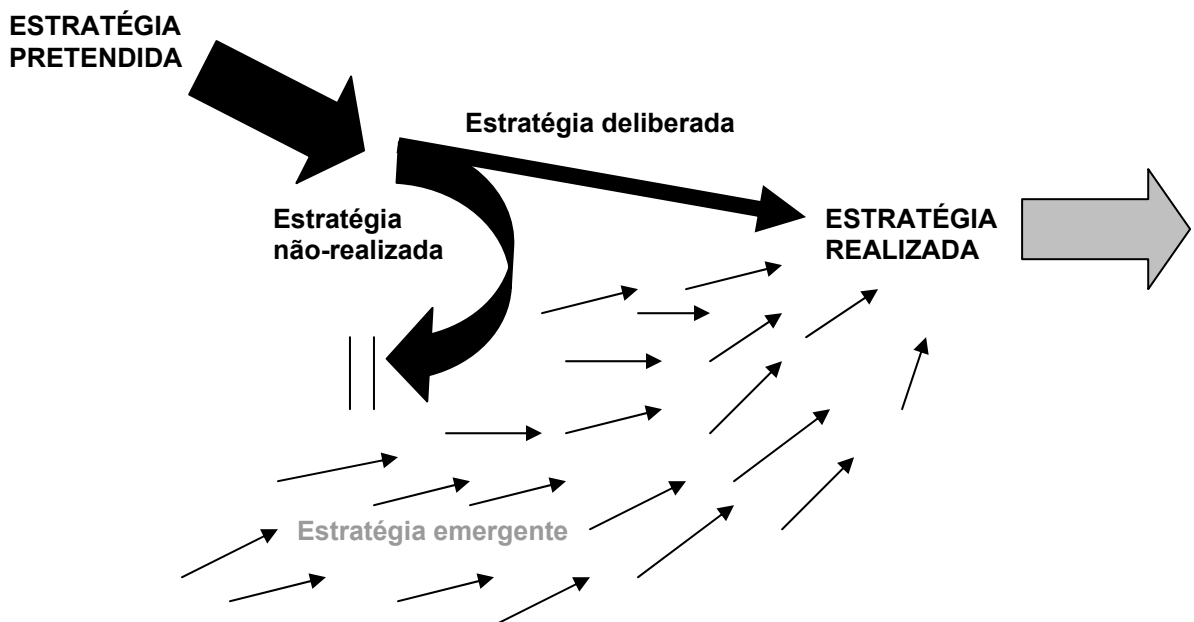 ESTRATÉGIA
PRETENDIDA
Estratégia deliberada
Estratégia
não-realizada
ESTRATÉGIA
REALIZADA
Estratégia emergente